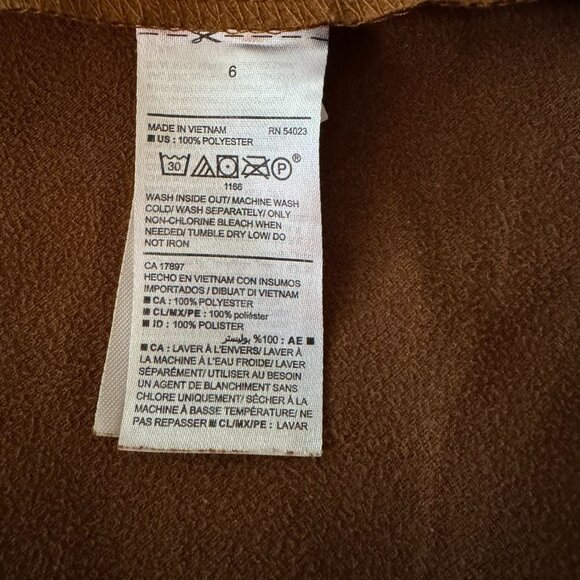 6
MADE IN VIETNAM RN 54023
US : 100% POLYESTER
30 P ®
1166
WASH INSIDE OUT/ MACHINE WASH
COLD/ WASH SEPARATELY/ ONLY
NON-CHLORINE BLEACH WHEN
NEEDED/ TUMBLE DRY LOW/ DO
NOT IRON
CA 17897
HECHO EN VIETNAM CON INSUMOS
IMPORTADOS / DIBUAT DI VIETNAM
CA : 100% POLYESTER
CL/MX/PE : 100% poliéster
ID : 100% POLIESTER
AE : 100% بوليستر
CA : LAVER À L'ENVERS/ LAVER À
LA MACHINE À L'EAU FROIDE/ LAVER
SÉPARÉMENT/ UTILISER AU BESOIN
UN AGENT DE BLANCHIMENT SANS
CHLORE UNIQUEMENT/ SÉCHER À LA
MACHINE À BASSE TEMPÉRATURE/ NE
PAS REPASSER CL/MX/PE : LAVAR